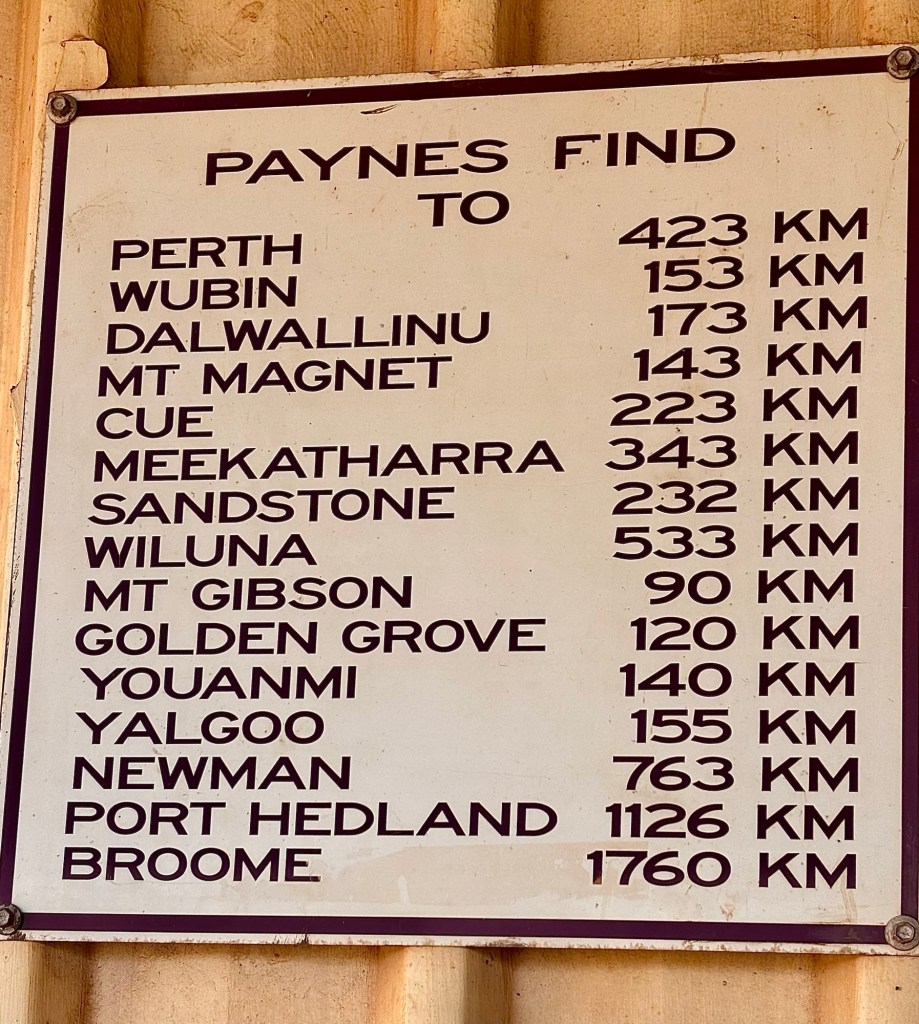 PAYNES FIND
TO
PERTH 423 KM
WUBIN 153 KM
DALWALLINU 173 KM
MT MAGNET 143 KM
CUE 223 KM
MEEKATHARRA 343 KM
SANDSTONE 232 KM
WILUNA 533 KM
MT GIBSON 90 KM
GOLDEN GROVE 120 KM
YOUANMI 140 KM
YALGOO 155 KM
NEWMAN 763 KM
PORT HEDLAND 1126 KM
BROOME 1760 KM